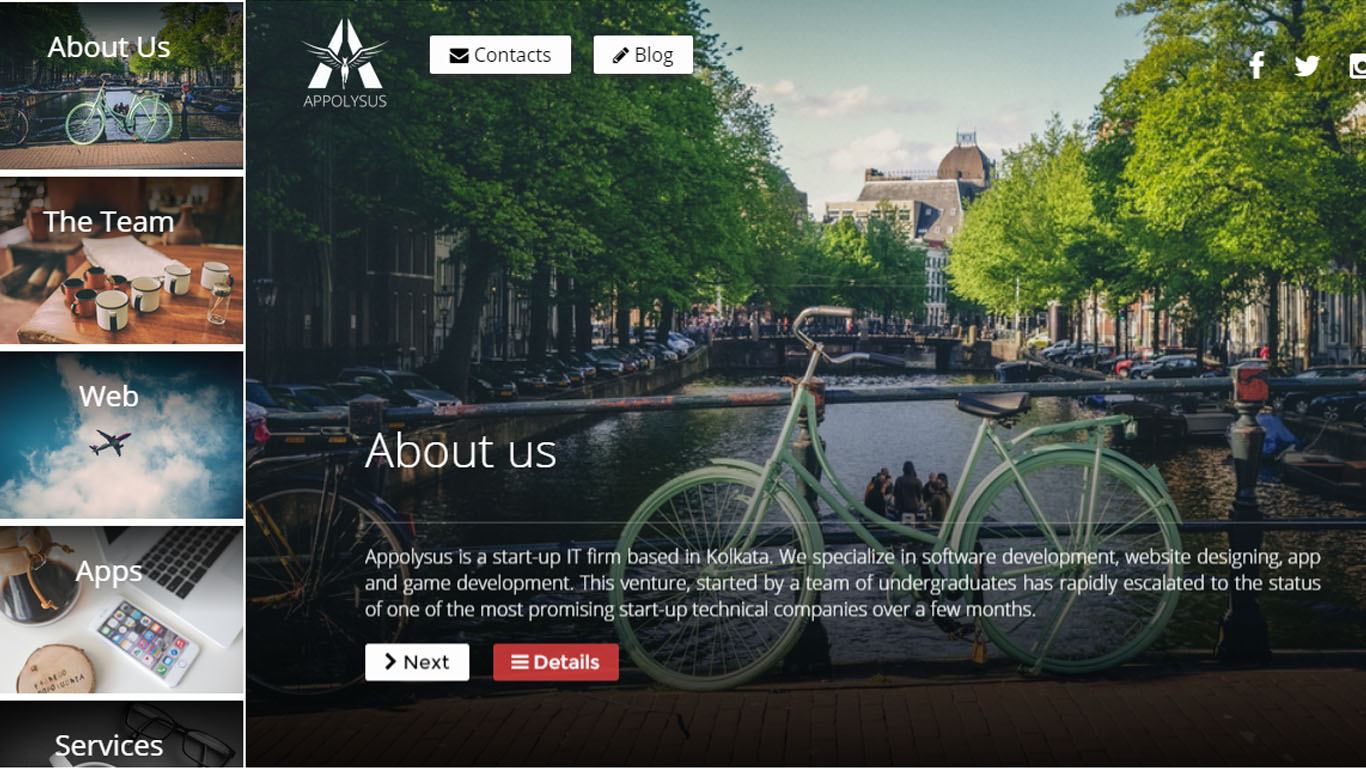 About Us
The Team
Web
Apps
Services
APPOLYSUS
Contacts
Blog
About us
Appolysus is a start-up IT firm based in Kolkata. We specialize in software development, website designing, app
and game development. This venture, started by a team of undergraduates has rapidly escalated to the status
of one of the most promising start-up technical companies over a few months.
Next
Details